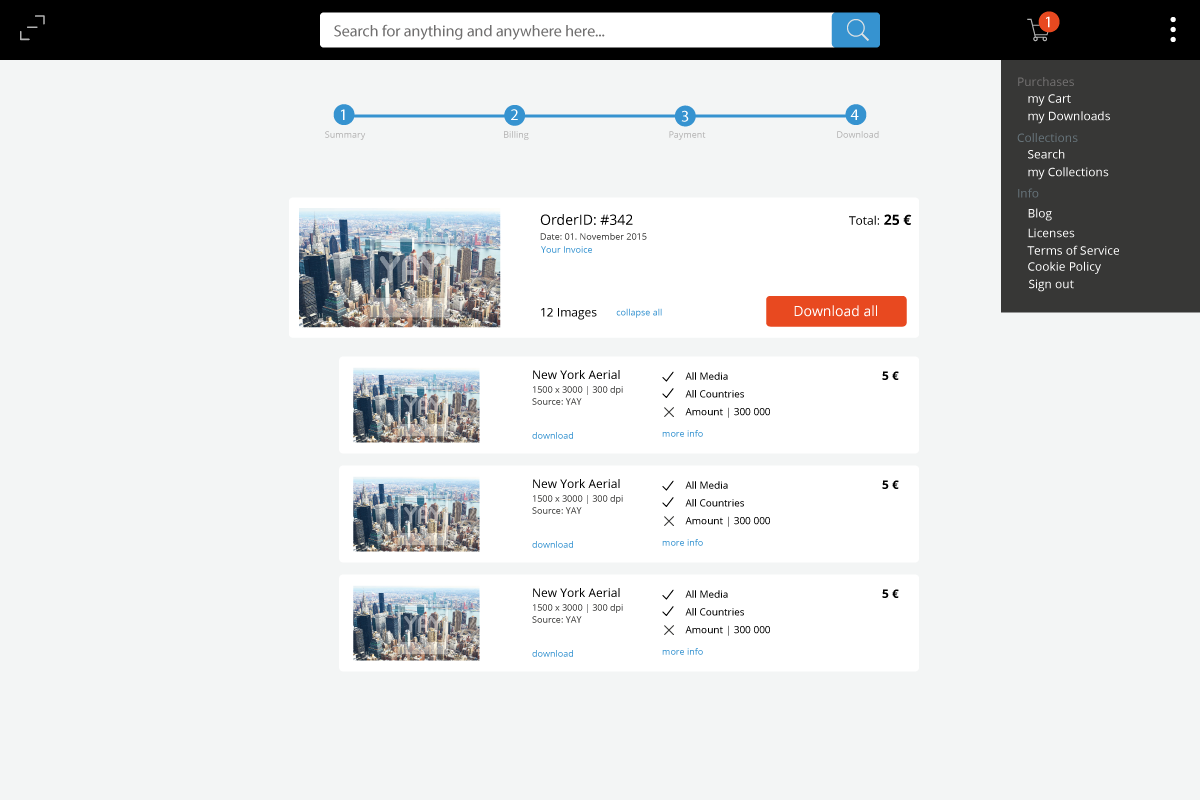 Search for anything and anywhere here...
1
Purchases
my Cart
my Downloads
Collections
Search
my Collections
Info
Blog
Licenses
Terms of Service
Cookie Policy
Sign out
1 2 3 4
Summary Billing Payment Download
YAY
OrderID: #342
Total: 25 €
Date: 01. November 2015
Your Invoice
12 Images collapse all
Download all
YAY
New York Aerial
1500 x 3000 | 300 dpi
Source: YAY
download
All Media
All Countries
Amount | 300 000
more info
5 €
YAY
New York Aerial
1500 x 3000 | 300 dpi
Source: YAY
download
All Media
All Countries
Amount | 300 000
more info
5 €
YAY
New York Aerial
1500 x 3000 | 300 dpi
Source: YAY
download
All Media
All Countries
Amount | 300 000
more info
5 €